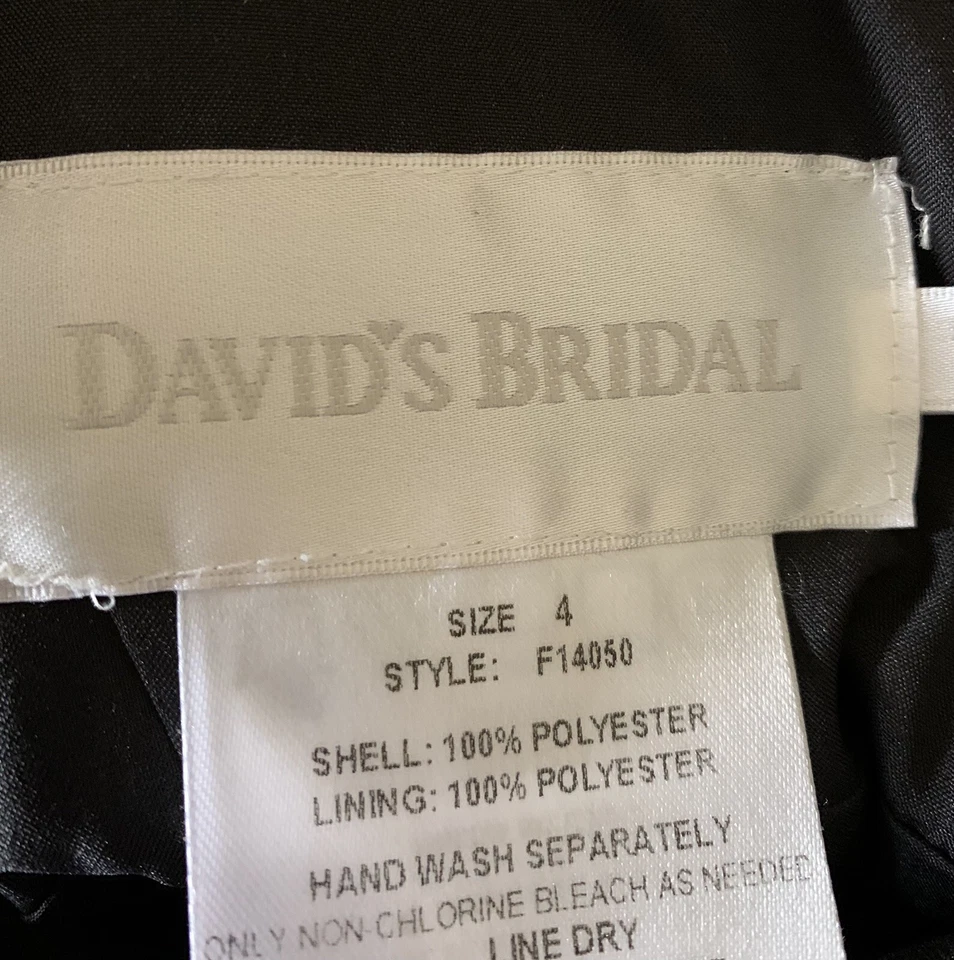 DAVID'S BRIDAL
SIZE 4
STYLE: F14050
SHELL: 100% POLYESTER
LINING: 100% POLYESTER
HAND WASH SEPARATELY
ONLY NON-CHLORINE BLEACH AS NEEDED
LINE DRY